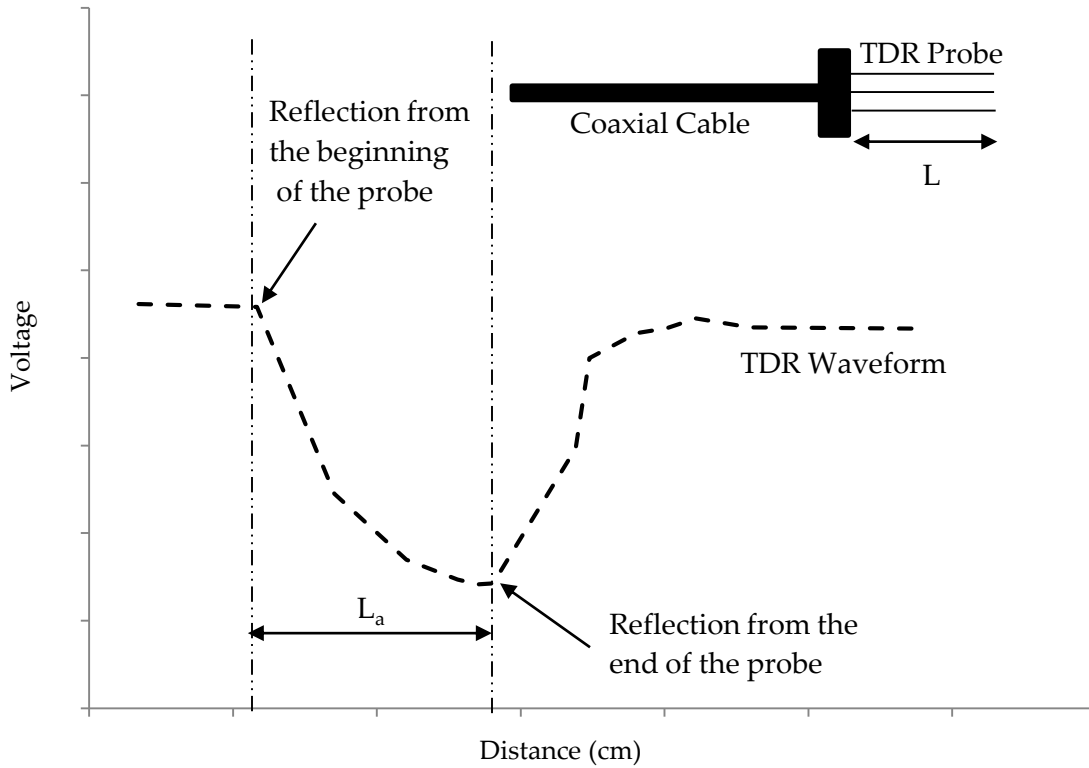 TDR Probe
Coaxial Cable
L
Reflection from
the beginning
of the probe
Voltage
TDR Waveform
La
Reflection from the
end of the probe
Distance (cm)